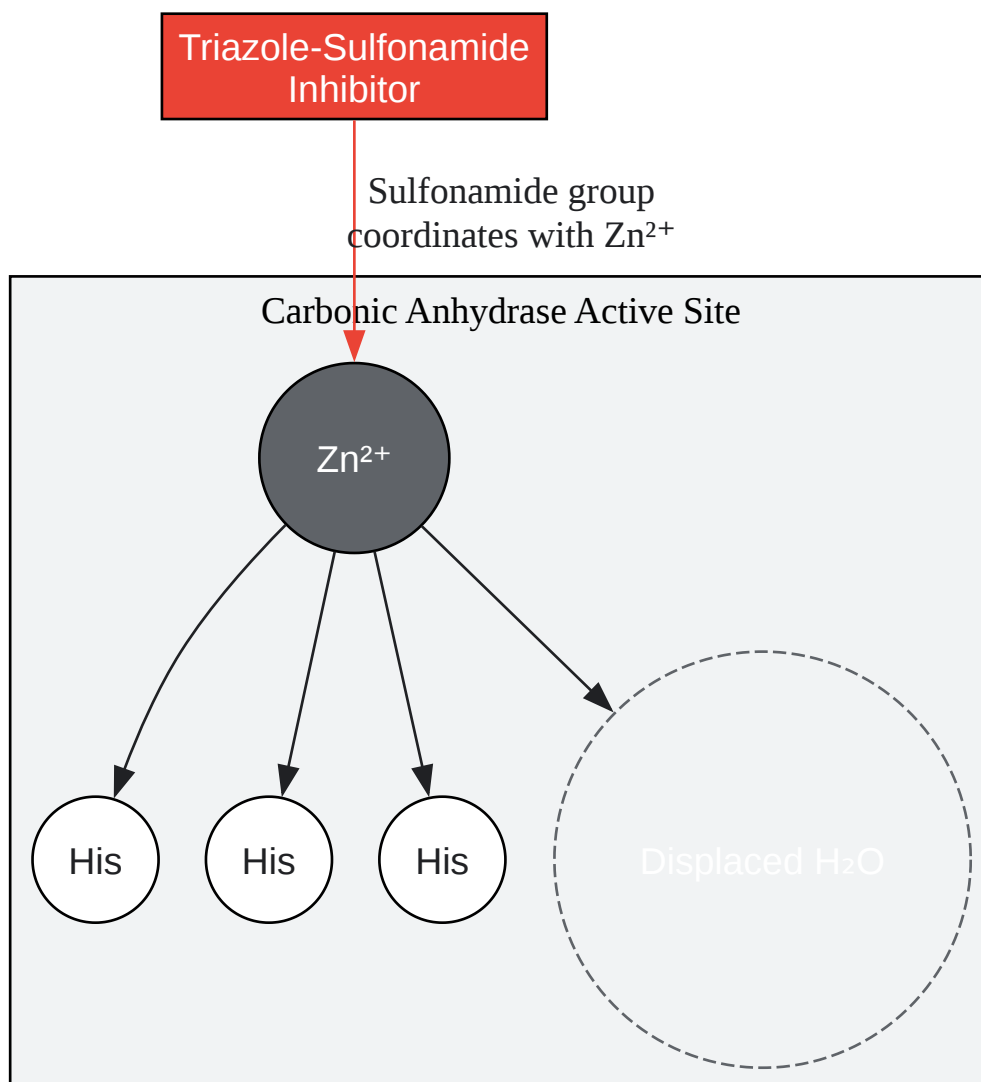 Triazole-Sulfonamide
Inhibitor
Sulfonamide group
coordinates with Zn²⁺
Carbonic Anhydrase Active Site
Zn²⁺
His
His
His
Displaced H₂O